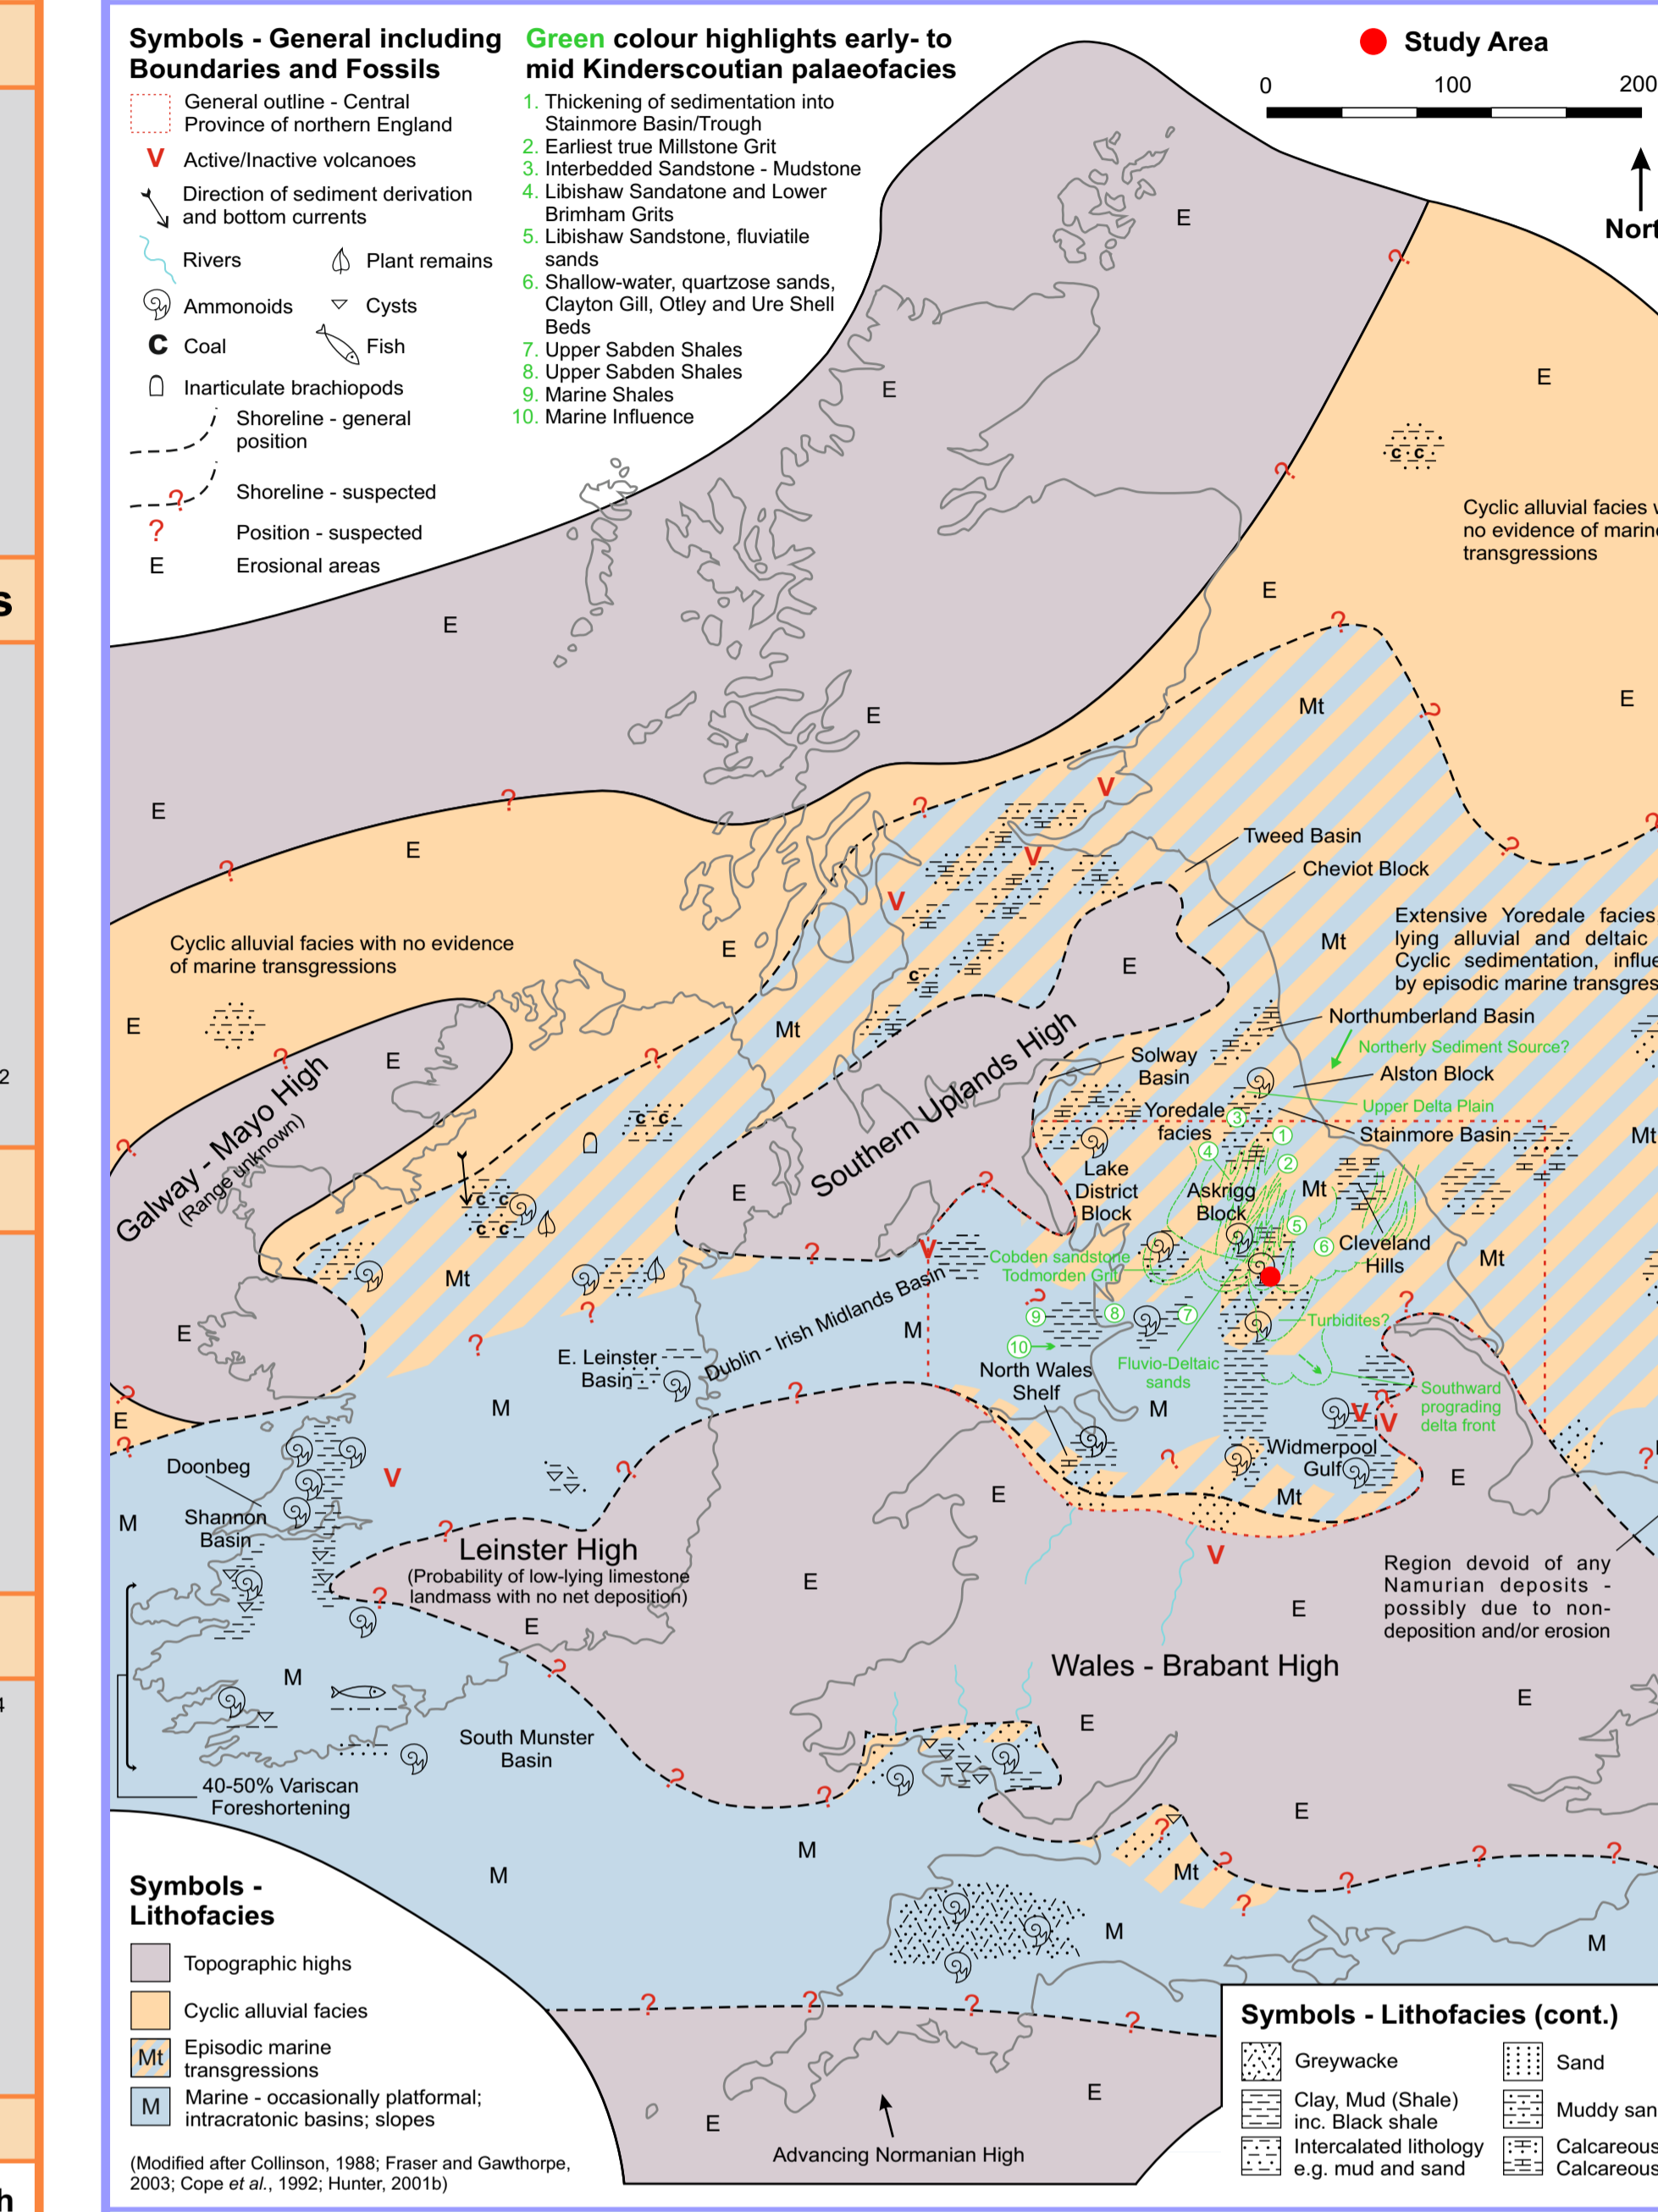 Symbols - General including
Boundaries and Fossils
General outline - Central
Province of northern England
V Active/Inactive volcanoes
Direction of sediment derivation
and bottom currents
Rivers
Plant remains
Ammonoids
Cysts
C Coal
Fish
Inarticulate brachiopods
Shoreline - general
position
? Shoreline - suspected
? Position - suspected
E Erosional areas
Green colour highlights early- to
mid Kinderscoutian palaeofacies
1. Thickening of sedimentation into
Stainmore Basin/Trough
2. Earliest true Millstone Grit
3. Interbedded Sandstone - Mudstone
4. Libishaw Sandatone and Lower
Brimham Grits
5. Libishaw Sandstone, fluviatile
sands
6. Shallow-water, quartzose sands,
Clayton Gill, Otley and Ure Shell
Beds
7. Upper Sabden Shales
8. Upper Sabden Shales
9. Marine Shales
10. Marine Influence
Study Area
0 100 200
Cyclic alluvial facies
no evidence of
transgressions
Tweed Basin
Cheviot Block
Extensive Yoredale facies
lying alluvial and deltaic
Cyclic sedimentation,
by episodic marine
Cyclic alluvial facies with no evidence
of marine transgressions
Northumberland Basin
Northerly Sediment Source?
Solway
Basin
Alston Block
Upper Delta Plain
Yoredale
facies
Stainmore Basin
Lake
District
Block
Askrigg
Block
Mt
Cleveland
Hills
Galway - Mayo High
(Range unknown)
Southern Uplands High
Cobden sandstone
Todmorden Grit
Turbidites?
Dublin - Irish Midlands Basin
E. Leinster
Basin
North Wales
Shelf
Fluvio-Deltaic
sands
Southward
prograding
delta front
Widmerpool
Gulf
Doonbeg
Shannon
Basin
Leinster High
(Probability of low-lying limestone
landmass with no net deposition)
Region devoid of any
Namurian deposits -
possibly due to non-
deposition and/or erosion
Wales - Brabant High
South Munster
Basin
40-50% Variscan
Foreshortening
Advancing Normanian High
Symbols -
Lithofacies
Topographic highs
Cyclic alluvial facies
Mt Episodic marine
transgressions
M Marine - occasionally platformal;
intracratonic basins; slopes
(Modified after Collinson, 1988; Fraser and Gawthorpe,
2003; Cope et al., 1992; Hunter, 2001b)
Symbols - Lithofacies (cont.)
Greywacke
Sand
Clay, Mud (Shale)
inc. Black shale
Muddy
Intercalated lithology
e.g. mud and sand
Calcareous
Calcareous